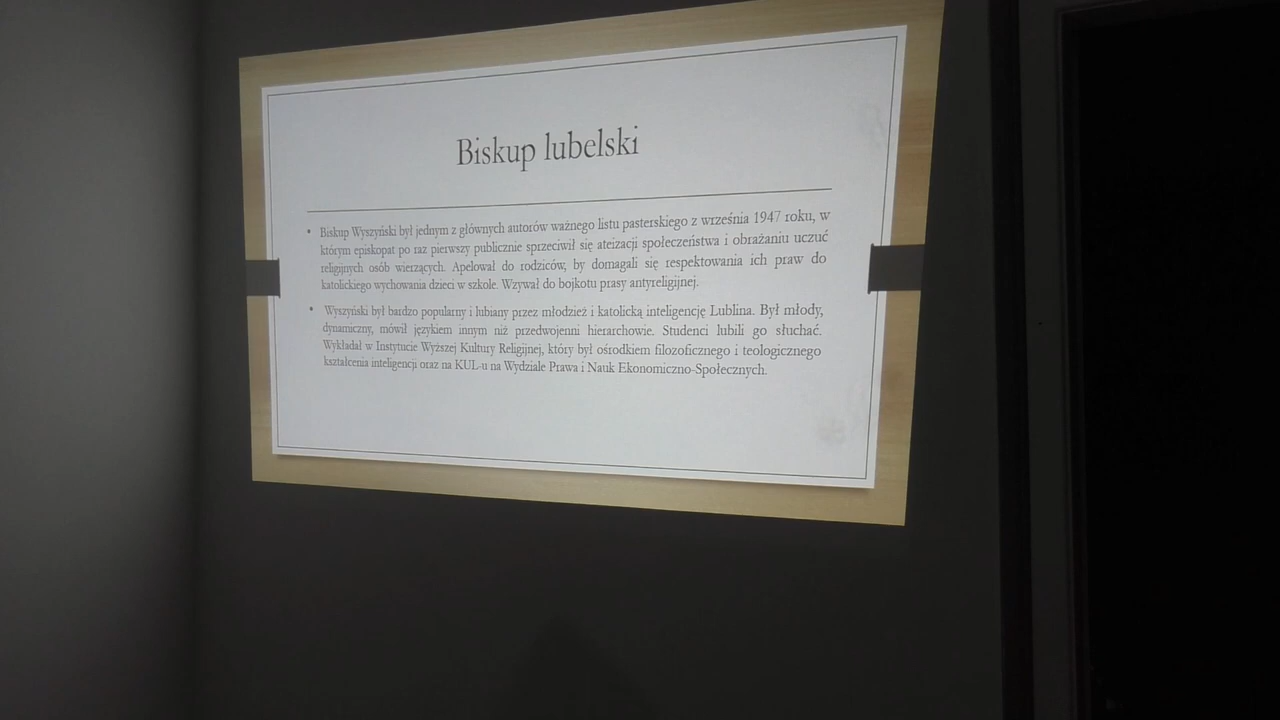 Biskup lubelski
• Biskup Wyszyński był jednym z głównych autorów ważnego listu pasterskiego z września 1947 roku, w
którym episkopat po raz pierwszy publicznie sprzeciwił się ateizacji społeczeństwa i obrażaniu uczuć
religijnych osób wierzących. Apelował do rodziców, by domagali się respektowania ich praw do
katolickiego wychowania dzieci w szkole. Wzywał do bojkotu prasy antyreligijnej.
• Wyszyński był bardzo popularny i lubiany przez młodzież i katolicką inteligencję Lublina. Był młody,
dynamiczny, mówił językiem innym niż przedwojenni hierarchowie. Studenci lubili go słuchać.
Wykładał w Instytucie Wyższej Kultury Religijnej, który był ośrodkiem filozoficznego i teologicznego
kształcenia inteligencji oraz na KUL-u na Wydziale Prawa i Nauk Ekonomiczno-Społecznych.